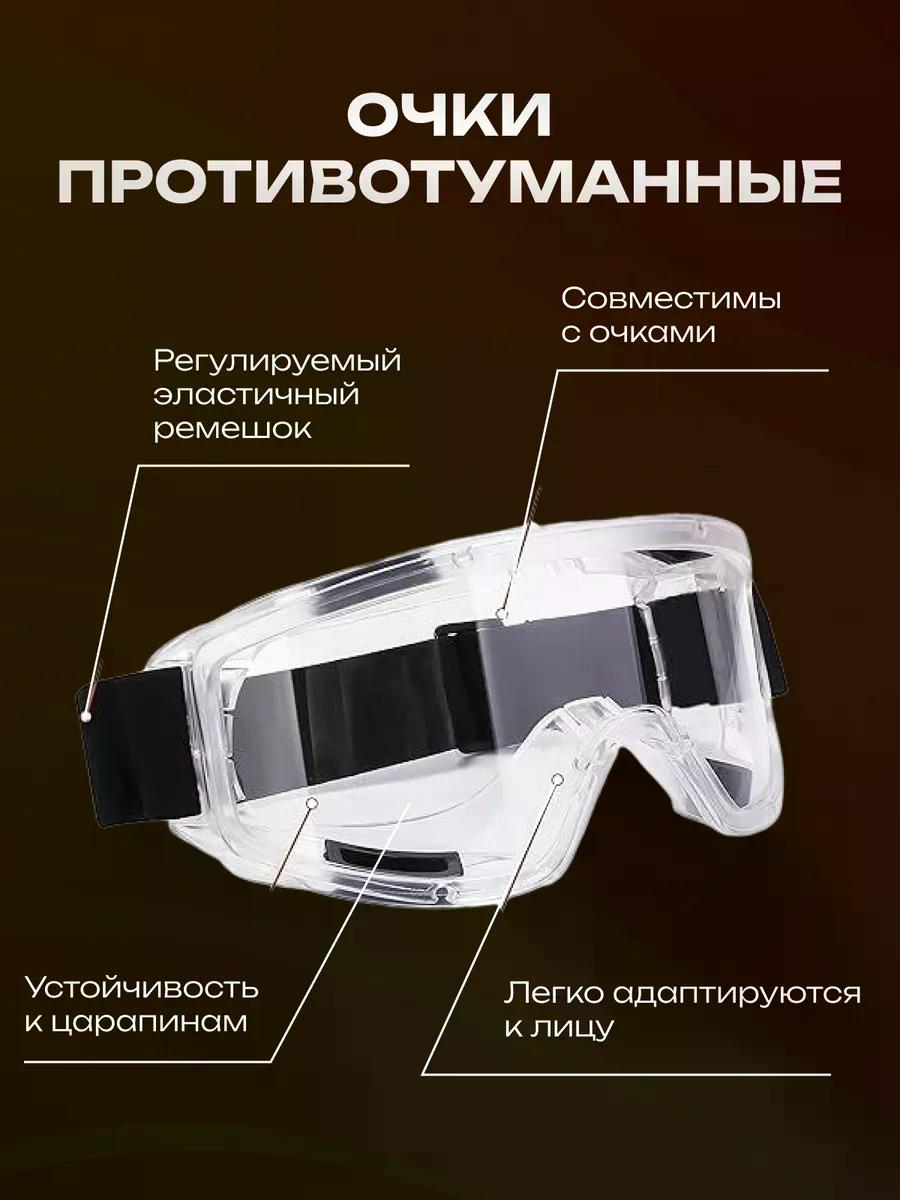 ОЧКИ
ПРОТИВОТУМАННЫЕ
Совместимы
с очками
Регулируемый
эластичный
ремешок
Устойчивость
к царапинам
Легко адаптируются
к лицу